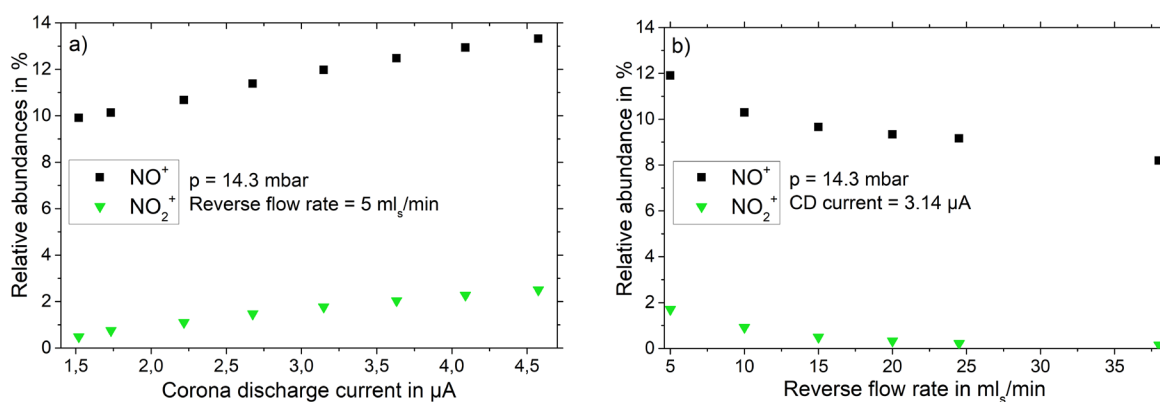 a)
Relative abundances in %
14
12
10
8
6
4
2
0
NO⁺
NO₂⁺
p = 14.3 mbar
Reverse flow rate = 5 mlₛ/min
1,5 2,0 2,5 3,0 3,5 4,0 4,5
Corona discharge current in µA
b)
Relative abundance in %
14
12
10
8
6
4
2
0
NO⁺
NO₂⁺
p = 14.3 mbar
CD current = 3.14 µA
5 10 15 20 25 30 35
Reverse flow rate in mlₛ/min